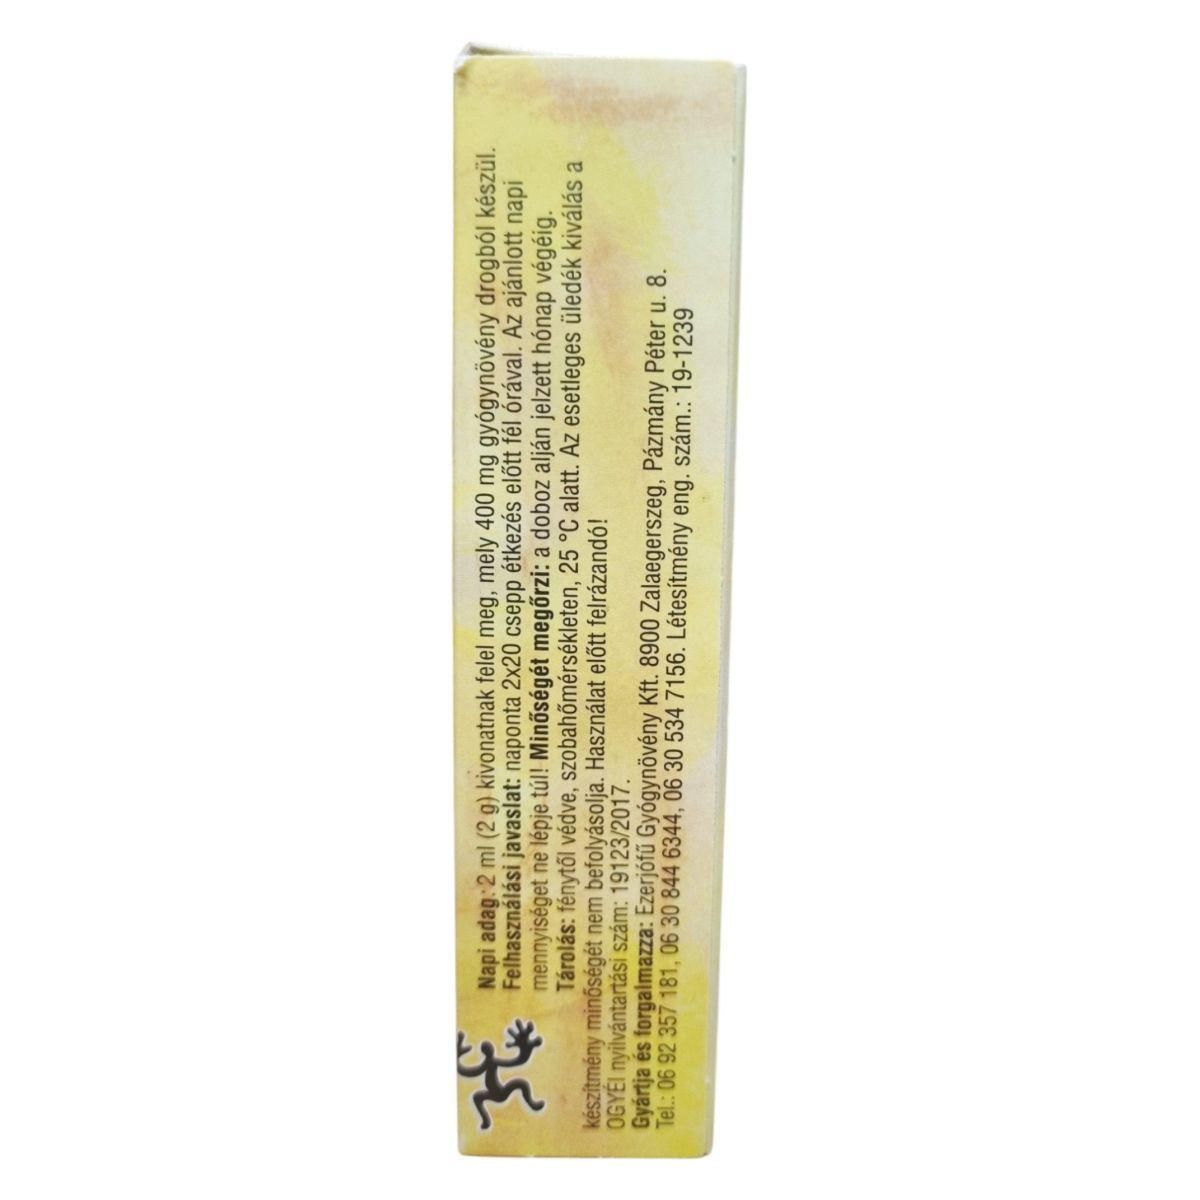 Napi adag: 2 ml (2 g) kivonatnak felel meg, mely 400 mg gyógynövény drogból készül.
Felhasználási javaslat: naponta 2x20 csepp étkezés előtt fél órával. Az ajánlott napi
mennyiséget ne lépje túl! Minőségét megőrzi: a doboz alján jelzett hónap végéig.
Tárolás: fénytől védve, szobahőmérsékleten, 25 °C alatt. Az esetleges üledék kiválás a
készítmény minőségét nem befolyásolja. Használat előtt felrázandó!
OGYÉI nyilvántartási szám: 19123/2017.
Gyártja és forgalmazza: Ezerjófű Gyógynövény Kft. 8900 Zalaegerszeg, Pázmány Péter u. 8.
Tel.: 06 92 357 181, 06 30 844 6344, 06 30 534 7156. Létesítmény eng. szám.: 19-1239